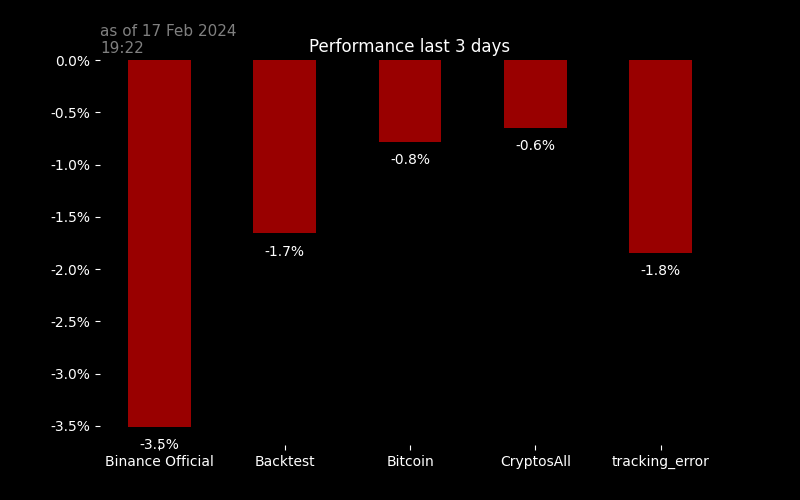 as of 17 Feb 2024
19:22
Performance last 3 days
0.0%
-0.5%
-1.0%
-1.5%
-2.0%
-2.5%
-3.0%
-3.5%
-3.5%
-1.7%
-0.8%
-0.6%
-1.8%
Binance Official
Backtest
Bitcoin
CryptosAll
tracking_error